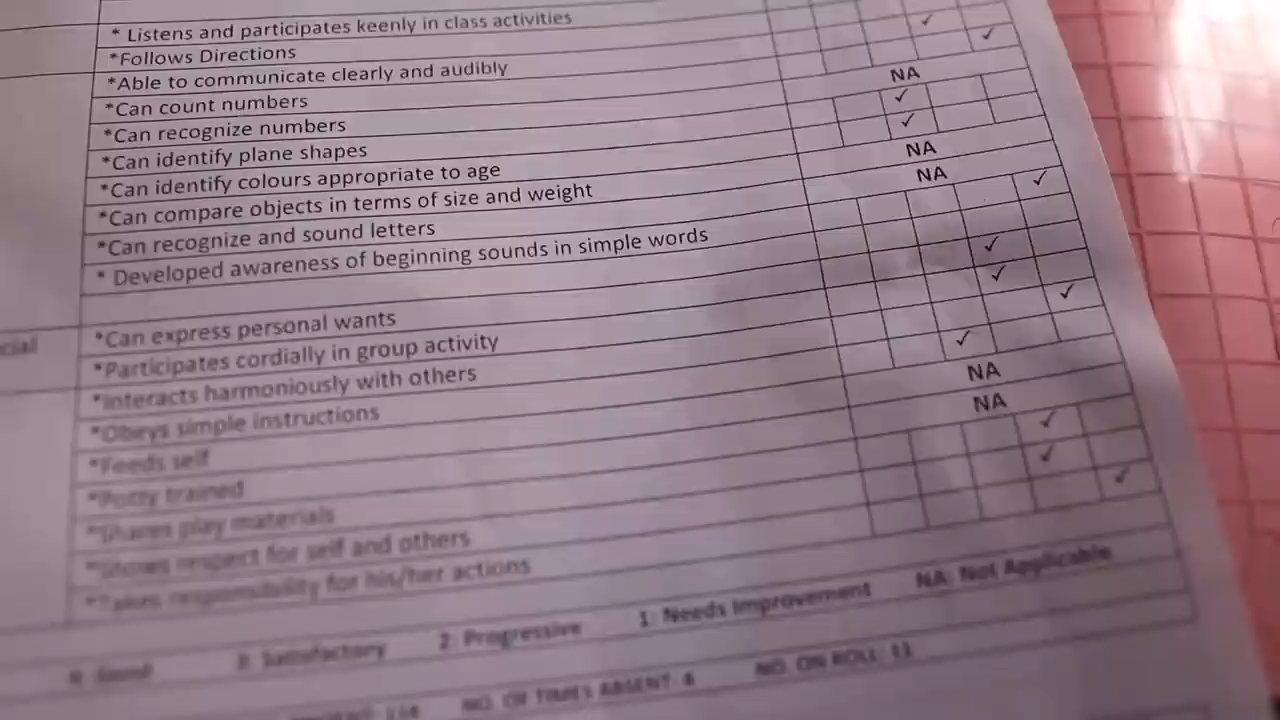 * Listens and participates keenly in class activities
*Follows Directions ✓
*Able to communicate clearly and audibly ✓
*Can count numbers NA
*Can recognize numbers ✓
*Can identify plane shapes ✓
*Can identify colours appropriate to age NA
*Can compare objects in terms of size and weight NA
*Can recognize and sound letters ✓
* Developed awareness of beginning sounds in simple words
✓
cial *Can express personal wants ✓
*Participates cordially in group activity ✓
*Interacts harmoniously with others ✓
*Obeys simple instructions NA
*Feeds self NA
*Potty trained ✓
*Shares play materials ✓
*Shows respect for self and others ✓
*Takes responsibility for his/her actions
4: Good 3: Satisfactory 2: Progressive 1: Needs Improvement NA: Not Applicable
NO. OF TIMES ABSENT: NO. ON ROLL: